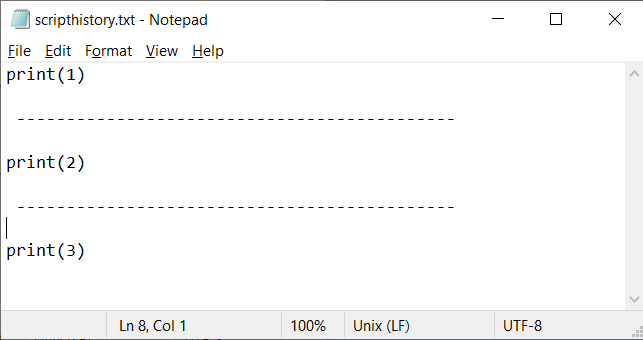 scripthistory.txt - Notepad
File Edit Format View Help
print(1)
--------------------------------------------
print(2)
--------------------------------------------
print(3)
Ln 8, Col 1 100% Unix (LF) UTF-8